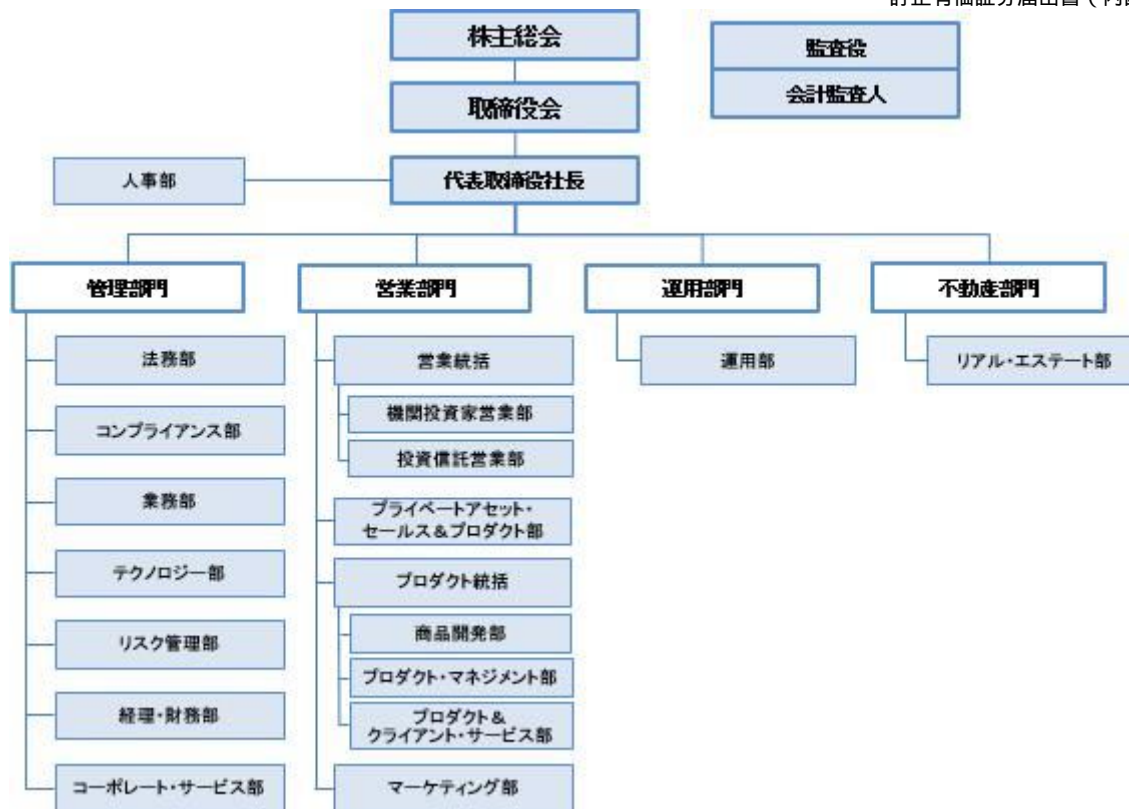 株主総会
監査役
会計監査人
取締役会
人事部
代表取締役社長
管理部門
営業部門
運用部門
不動産部門
法務部
コンプライアンス部
業務部
テクノロジー部
リスク管理部
経理・財務部
コーポレート・サービス部
営業統括
機関投資家営業部
投資信託営業部
プライベートアセット・
セールス&プロダクト部
プロダクト統括
商品開発部
プロダクト・マネジメント部
プロダクト&
クライアント・サービス部
マーケティング部
運用部
リアル・エステート部